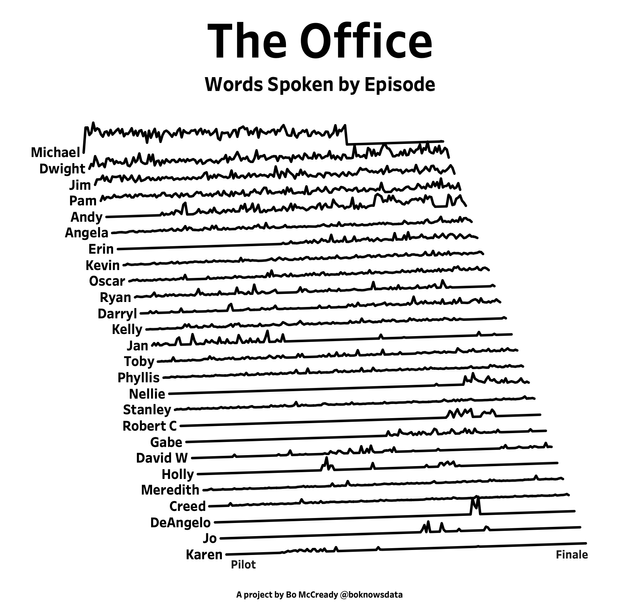 The Office
Words Spoken by Episode
Michael
Dwight
Jim
Pam
Andy
Angela
Erin
Kevin
Oscar
Ryan
Darryl
Kelly
Jan
Toby
Phyllis
Nellie
Stanley
Robert C
Gabe
David W
Holly
Meredith
Creed
DeAngelo
Jo
Karen
Pilot
Finale
A project by Bo McCready @boknowsdata